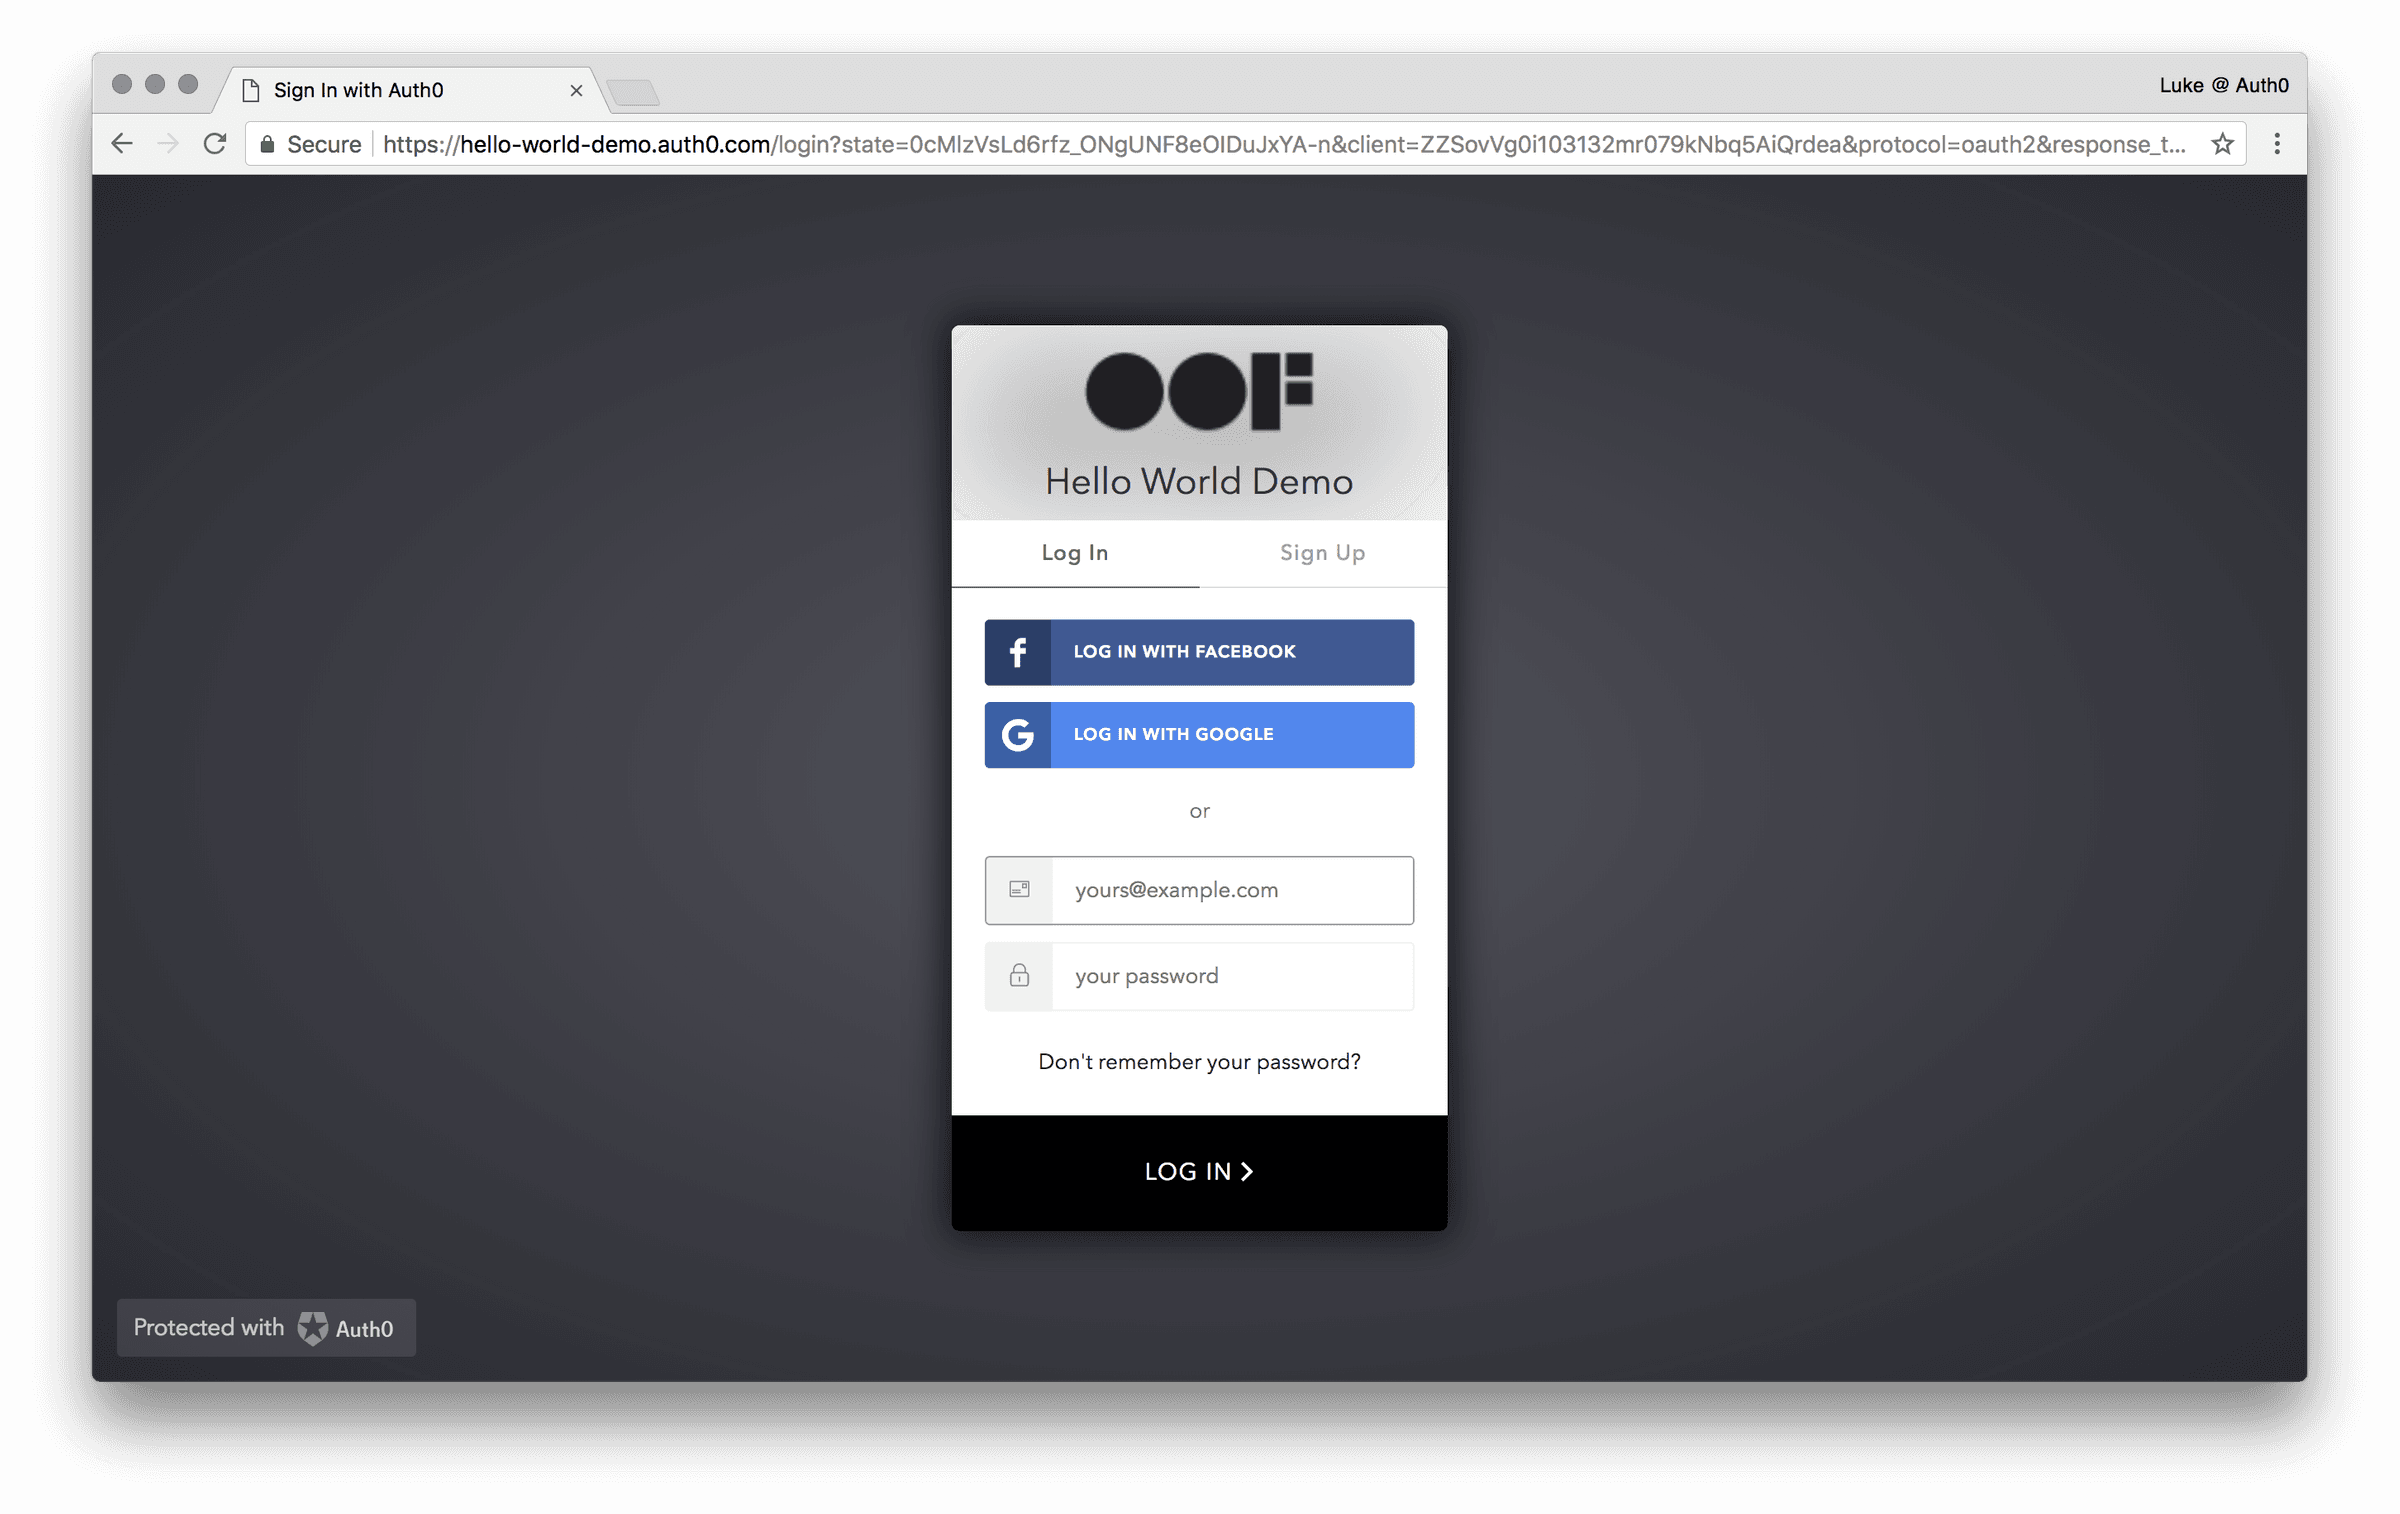 Sign In with Auth0
Luke @ Auth0
Secure https://hello-world-demo.auth0.com/login?state=0cMlzVsLd6rfz_ONgUNF8eOIDuJxYA-n&client=ZZSovVg0i103132mr079kNbq5AiQrdea&protocol=oauth2&response_t...
OOF
Hello World Demo
Log In Sign Up
f LOG IN WITH FACEBOOK
G LOG IN WITH GOOGLE
or
yours@example.com
your password
Don't remember your password?
LOG IN
Protected with Auth0